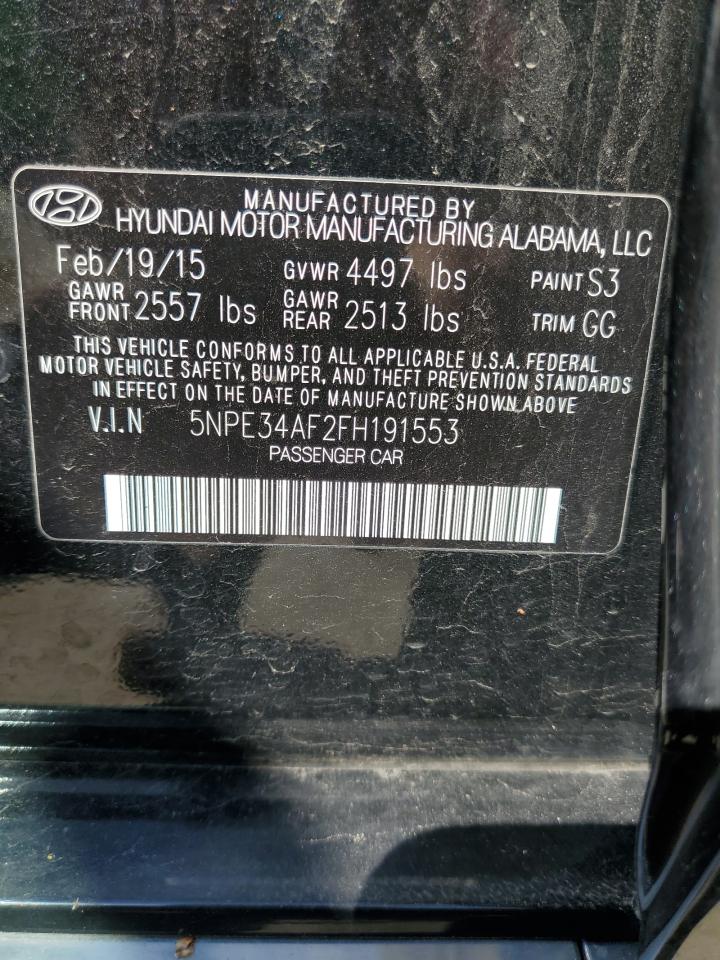 MANUFACTURED BY
HYUNDAI MOTOR MANUFACTURING ALABAMA, LLC
Feb/19/15 GVWR 4497 lbs PAINT S3
GAWR FRONT 2557 lbs GAWR REAR 2513 lbs TRIM GG
THIS VEHICLE CONFORMS TO ALL APPLICABLE U.S.A. FEDERAL
MOTOR VEHICLE SAFETY, BUMPER, AND THEFT PREVENTION STANDARDS
IN EFFECT ON THE DATE OF MANUFACTURE SHOWN ABOVE
V.I.N 5NPE34AF2FH191553
PASSENGER CAR